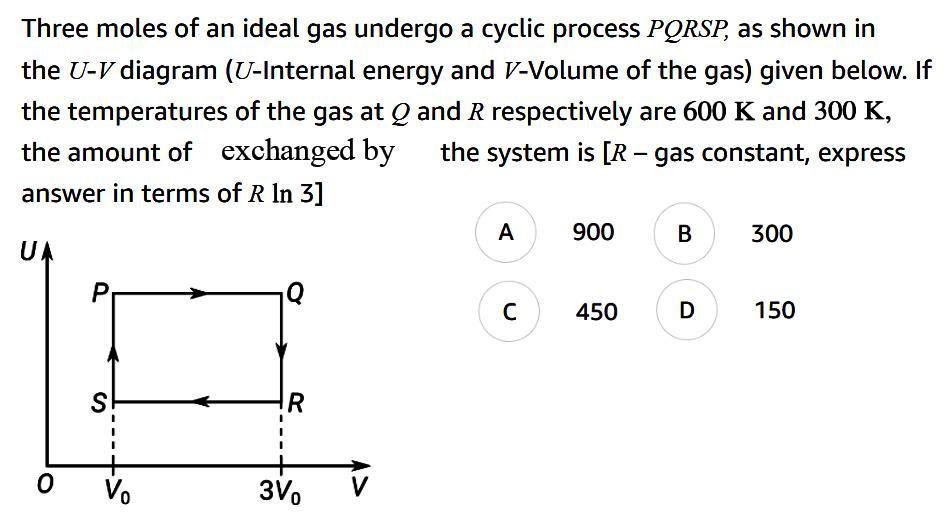 Three moles of an ideal gas undergo a cyclic process PQRSP, as shown in
the U-V diagram (U-Internal energy and V-Volume of the gas) given below. If
the temperatures of the gas at Q and R respectively are 600 K and 300 K,
the amount of exchanged by the system is [R – gas constant, express
answer in terms of R ln 3]
A 900 B 300
C 450 D 150
U
P Q
S R
O V₀ 3V₀ V